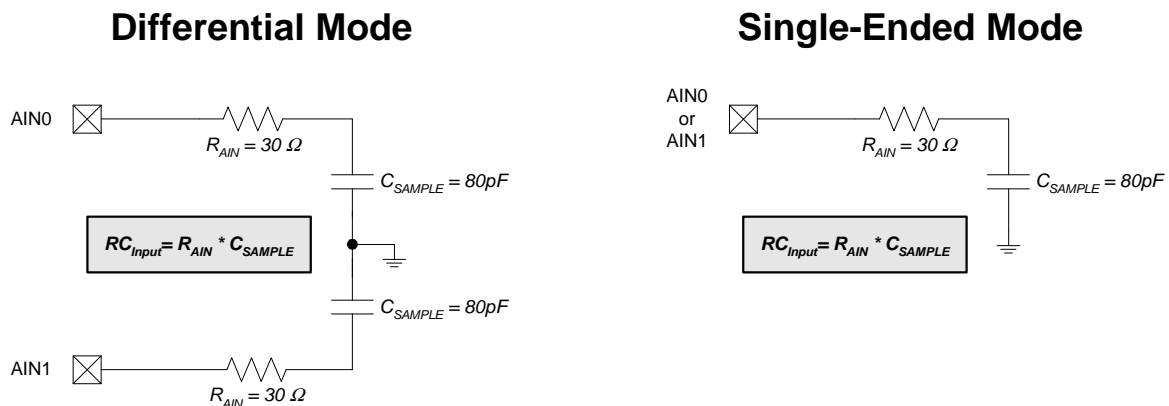 Differential Mode
AIN0
R_AIN = 30 Ω
C_SAMPLE = 80pF
RC_Input= R_AIN * C_SAMPLE
C_SAMPLE = 80pF
AIN1
R_AIN = 30 Ω
Single-Ended Mode
AIN0
or
AIN1
R_AIN = 30 Ω
C_SAMPLE = 80pF
RC_Input= R_AIN * C_SAMPLE